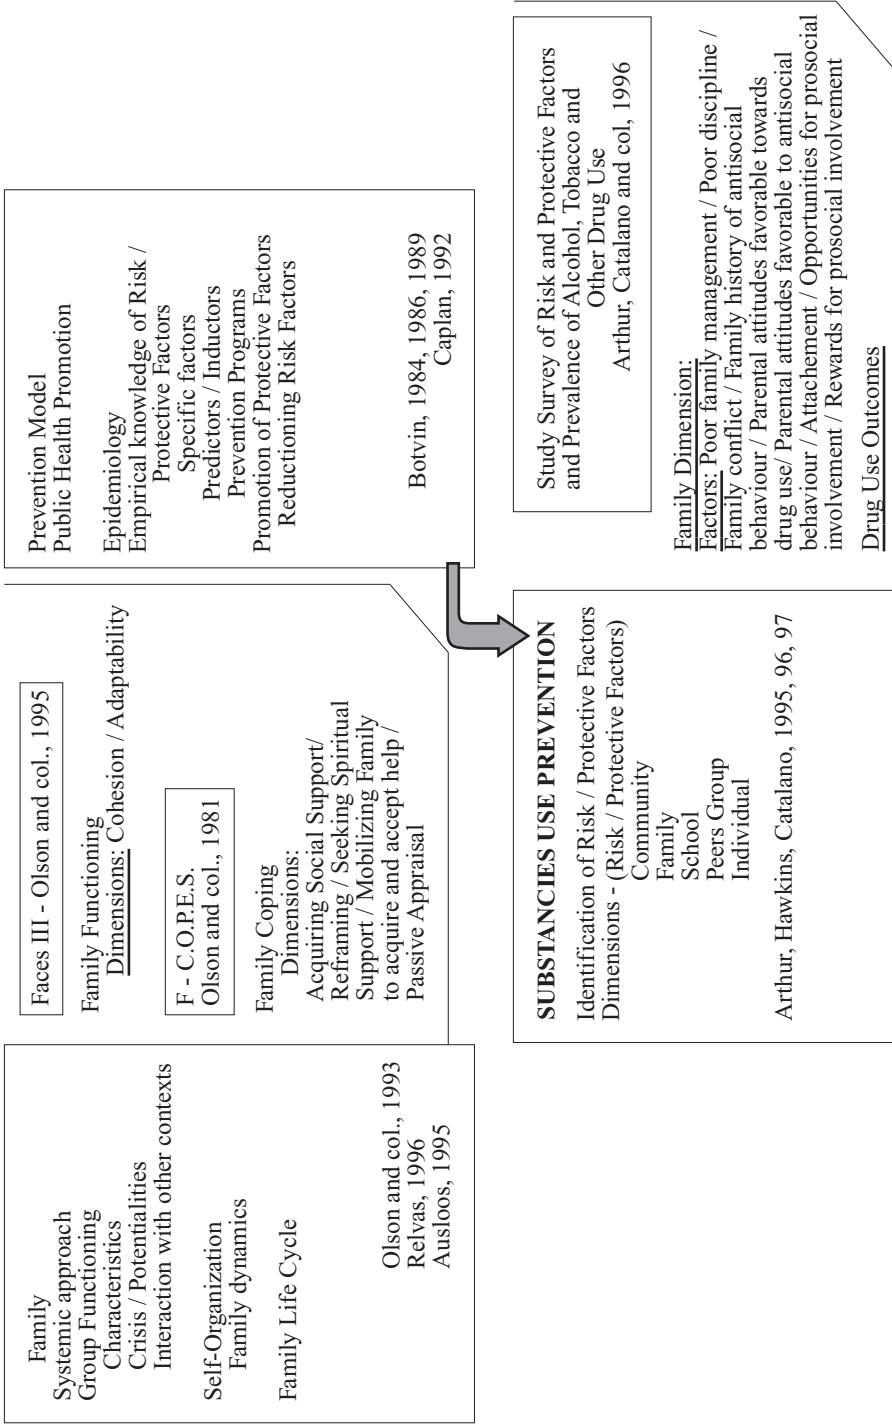 Family
Systemic approach
Group Functioning
Characteristics
Crisis / Potentialities
Interaction with other contexts
Self-Organization
Family dynamics
Family Life Cycle
Olson and col., 1993
Relvas, 1996
Ausloos, 1995
Faces III - Olson and col., 1995
Family Functioning
Dimensions: Cohesion / Adaptability
F - C.O.P.E.S.
Olson and col., 1981
Family Coping
Dimensions:
Acquiring Social Support/
Reframing / Seeking Spiritual
Support / Mobilizing Family
to acquire and accept help /
Passive Appraisal
Prevention Model
Public Health Promotion
Epidemiology
Empirical knowledge of Risk /
Protective Factors
Specific factors
Predictors / Inductors
Prevention Programs
Promotion of Protective Factors
Reductioning Risk Factors
Botvin, 1984, 1986, 1989
Caplan, 1992
SUBSTANCIES USE PREVENTION
Identification of Risk / Protective Factors
Dimensions - (Risk / Protective Factors)
Community
Family
School
Peers Group
Individual
Arthur, Hawkins, Catalano, 1995, 96, 97
Study Survey of Risk and Protective Factors
and Prevalence of Alcohol, Tobacco and
Other Drug Use
Arthur, Catalano and col, 1996
Family Dimension:
Factors: Poor family management / Poor discipline /
Family conflict / Family history of antisocial
behaviour / Parental attitudes favorable towards
drug use/ Parental attitudes favorable to antisocial
behaviour / Attachement / Opportunities for prosocial
involvement / Rewards for prosocial involvement
Drug Use Outcomes